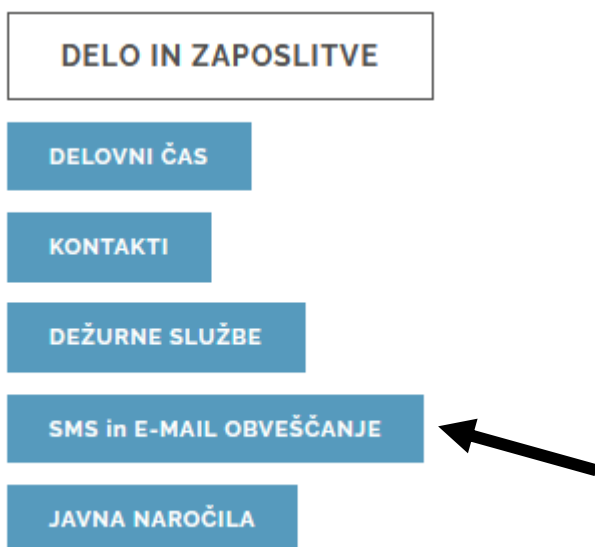 DELO IN ZAPOSLITVE
DELOVNI ČAS
KONTAKTI
DEŽURNE SLUŽBE
SMS in E-MAIL OBVEŠČANJE
JAVNA NAROČILA